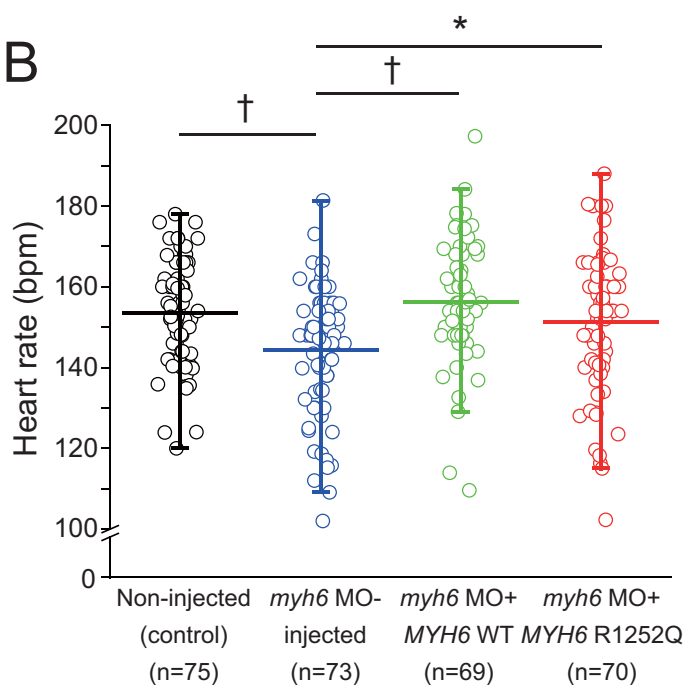 B
*
†
†
200
180
160
140
120
100
0
Heart rate (bpm)
Non-injected (control) (n=75)
myh6 MO-injected (n=73)
myh6 MO+ MYH6 WT (n=69)
myh6 MO+ MYH6 R1252Q (n=70)